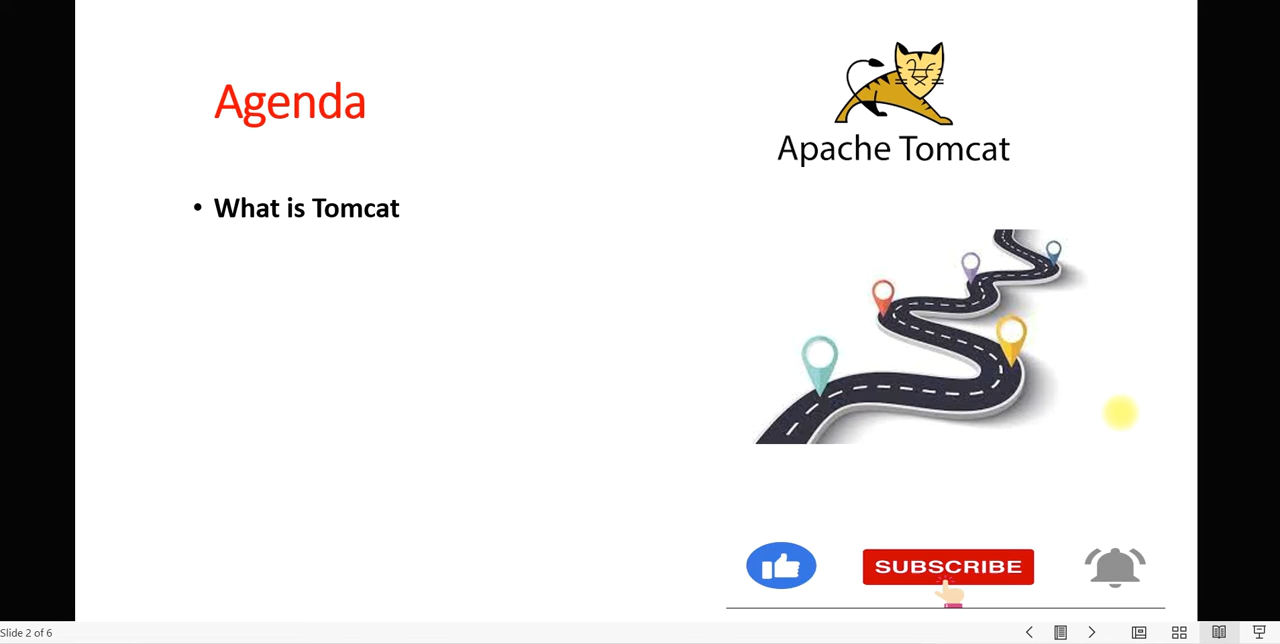 Agenda
Apache Tomcat
• What is Tomcat
SUBSCRIBE
Slide 2 of 6